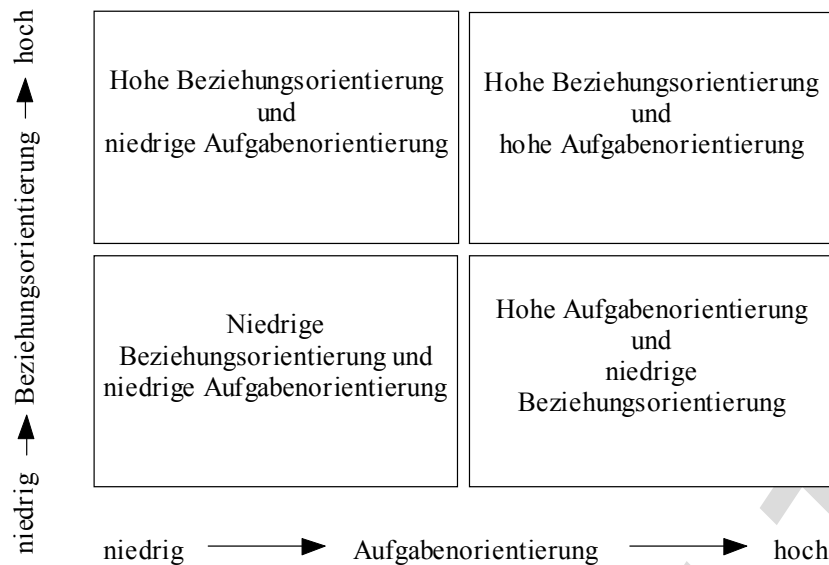 Hohe Beziehungsorientierung
und
niedrige Aufgabenorientierung
Hohe Beziehungsorientierung
und
hohe Aufgabenorientierung
Niedrige
Beziehungsorientierung und
niedrige Aufgabenorientierung
Hohe Aufgabenorientierung
und
niedrige
Beziehungsorientierung
niedrig Beziehungsorientierung hoch
niedrig Aufgabenorientierung hoch